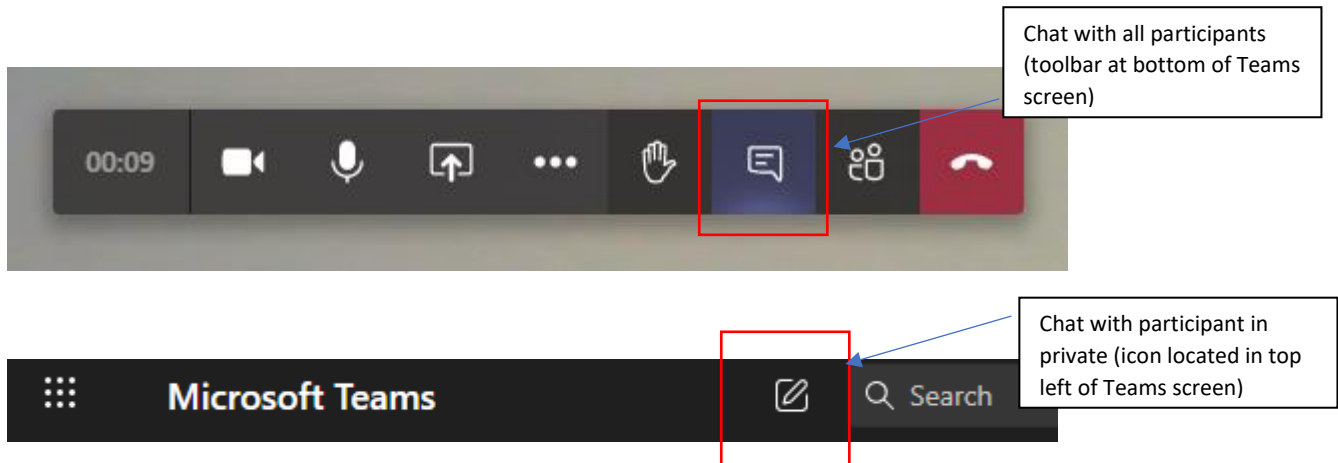 Chat with all participants
(toolbar at bottom of Teams
screen)
00:09
Chat with participant in
private (icon located in top
left of Teams screen)
Microsoft Teams
Search